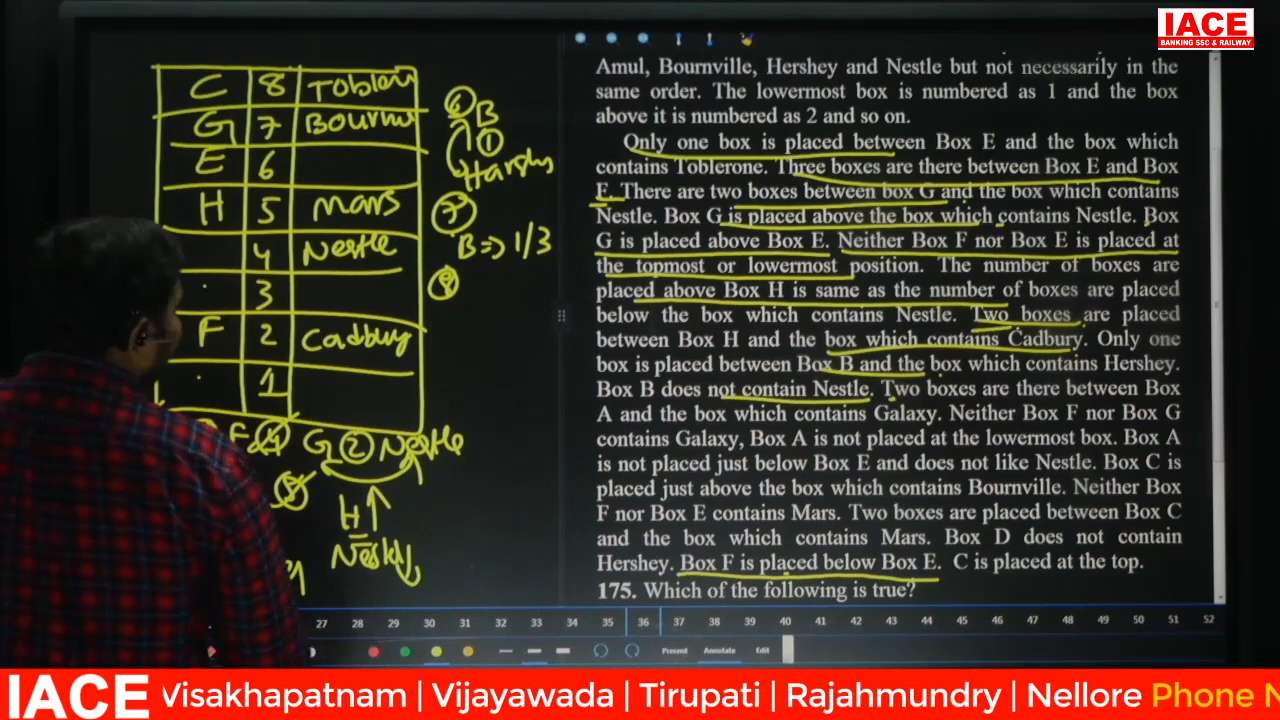 IACE
BANKING SSC & RAILWAY
Amul, Bournville, Hershey and Nestle but not necessarily in the
same order. The lowermost box is numbered as 1 and the box
above it is numbered as 2 and so on.
Only one box is placed between Box E and the box which
contains Toblerone. Three boxes are there between Box E and Box
E. There are two boxes between box G and the box which contains
Nestle. Box G is placed above the box which contains Nestle. Box
G is placed above Box E. Neither Box F nor Box E is placed at
the topmost or lowermost position. The number of boxes are
placed above Box H is same as the number of boxes are placed
below the box which contains Nestle. Two boxes are placed
between Box H and the box which contains Cadbury. Only one
box is placed between Box B and the box which contains Hershey.
Box B does not contain Nestle. Two boxes are there between Box
A and the box which contains Galaxy. Neither Box F nor Box G
contains Galaxy, Box A is not placed at the lowermost box. Box A
is not placed just below Box E and does not like Nestle. Box C is
placed just above the box which contains Bournville. Neither Box
F nor Box E contains Mars. Two boxes are placed between Box C
and the box which contains Mars. Box D does not contain
Hershey. Box F is placed below Box E. C is placed at the top.
175. Which of the following is true?
C 8
G 7
E 6
H 5 Mars
4 Nestle
3
F 2 Cadbury
1
6 B
1
7
B => 1/3
8
F 4 G 2 Nestle
5
H
27 28 29 30 31 32 33 34 35 36 37 38 39 40 41 42 43 44 45 46 47 48 49 50 51 52
Present Annotate Edit
IACE Visakhapatnam | Vijayawada | Tirupati | Rajahmundry | Nellore Phone N